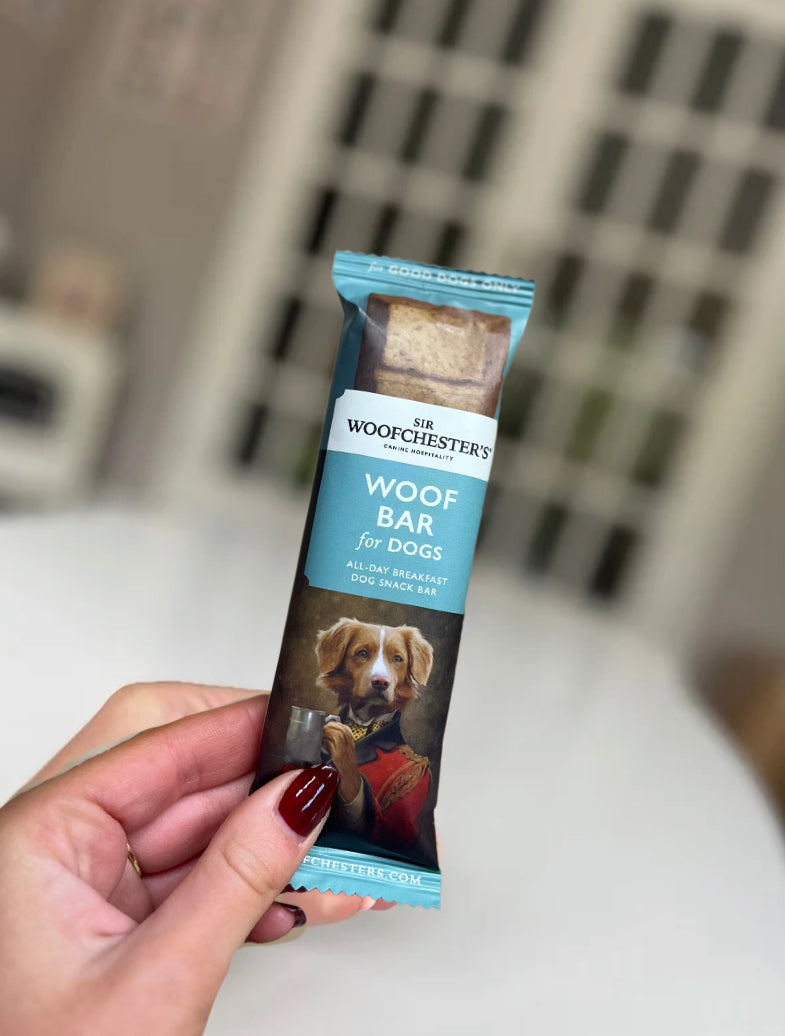 for GOOD DOGS ONLY
SIR
WOOFCHESTER'S®
CANINE HOSPITALITY
WOOF
BAR
for DOGS
ALL-DAY BREAKFAST
DOG SNACK BAR
FCHESTERS.COM